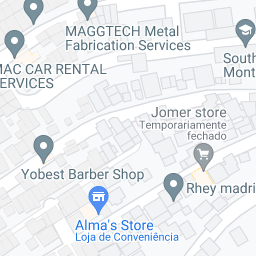 MAGGTECH Metal
Fabrication Services
MAC CAR RENTAL
ERVICES
South
Mont
Jomer store
Temporariamente
fechado
Yobest Barber Shop
Rhey madri
Alma's Store
Loja de Conveniência